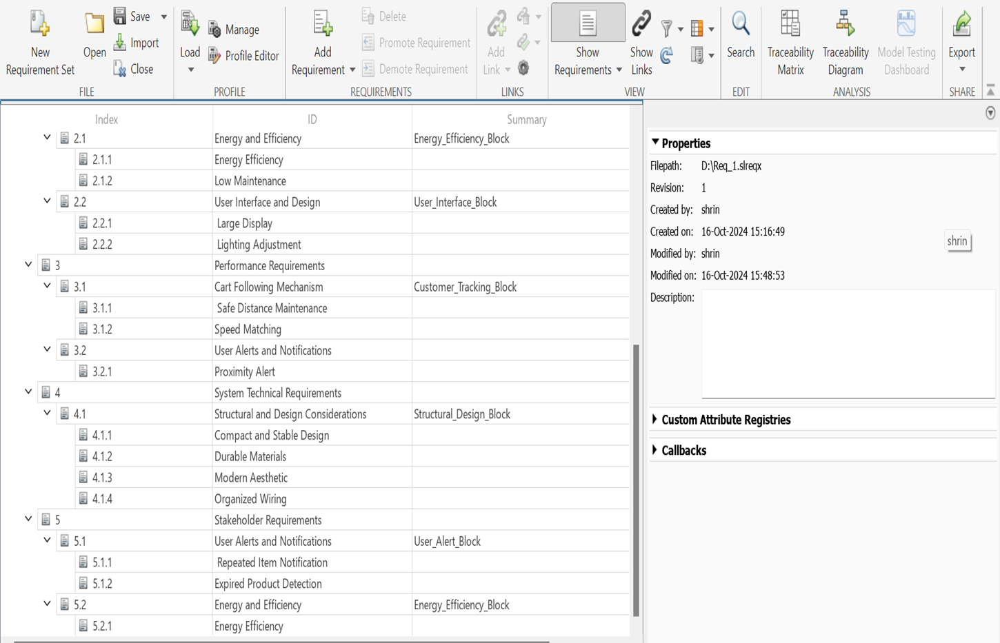 New
Requirement Set
Open
Save
Import
Close
FILE
Load
Manage
Profile Editor
PROFILE
Add
Requirement
Delete
Promote Requirement
Demote Requirement
REQUIREMENTS
Add
Link
LINKS
Show
Requirements
Show
Links
VIEW
Search
EDIT
Traceability
Matrix
Traceability
Diagram
Model Testing
Dashboard
ANALYSIS
Export
SHARE
Index ID Summary
2.1 Energy and Efficiency Energy_Efficiency_Block
2.1.1 Energy Efficiency
2.1.2 Low Maintenance
2.2 User Interface and Design User_Interface_Block
2.2.1 Large Display
2.2.2 Lighting Adjustment
3 Performance Requirements
3.1 Cart Following Mechanism Customer_Tracking_Block
3.1.1 Safe Distance Maintenance
3.1.2 Speed Matching
3.2 User Alerts and Notifications
3.2.1 Proximity Alert
4 System Technical Requirements
4.1 Structural and Design Considerations Structural_Design_Block
4.1.1 Compact and Stable Design
4.1.2 Durable Materials
4.1.3 Modern Aesthetic
4.1.4 Organized Wiring
5 Stakeholder Requirements
5.1 User Alerts and Notifications User_Alert_Block
5.1.1 Repeated Item Notification
5.1.2 Expired Product Detection
5.2 Energy and Efficiency Energy_Efficiency_Block
5.2.1 Energy Efficiency
Properties
Filepath: D:\Req_1.slreqx
Revision: 1
Created by: shrin
Created on: 16-Oct-2024 15:16:49
shrin
Modified by: shrin
Modified on: 16-Oct-2024 15:48:53
Description:
Custom Attribute Registries
Callbacks